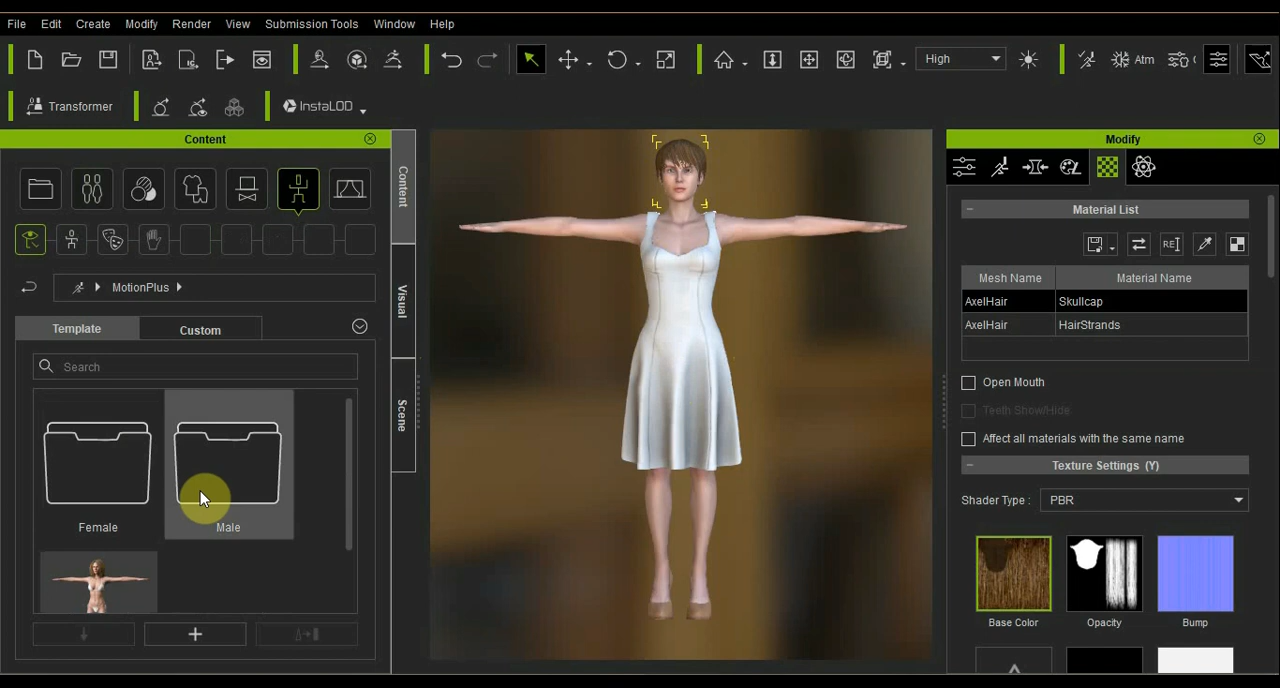 File Edit Create Modify Render View Submission Tools Window Help
High
Atm
Transformer
InstaLOD
Content
Modify
Content
Visual
Scene
MotionPlus
Template Custom
Search
Female Male
Material List
REI
Mesh Name Material Name
AxelHair Skullcap
AxelHair HairStrands
Open Mouth
Teeth Show/Hide
Affect all materials with the same name
Texture Settings (Y)
Shader Type : PBR
Base Color Opacity Bump